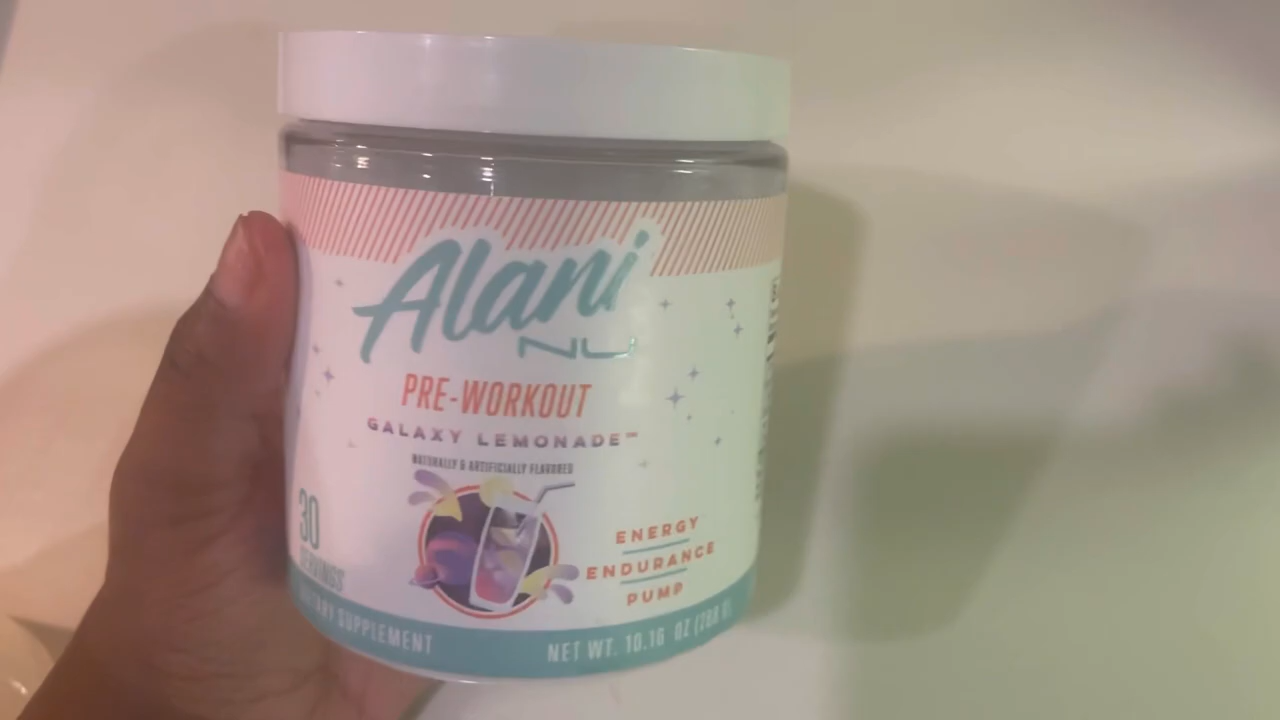 Alani
NU
PRE-WORKOUT
GALAXY LEMONADE™
NATURALLY & ARTIFICIALLY FLAVORED
30
SERVINGS
ENERGY
ENDURANCE
PUMP
DIETARY SUPPLEMENT
NET WT. 10.16 OZ (288